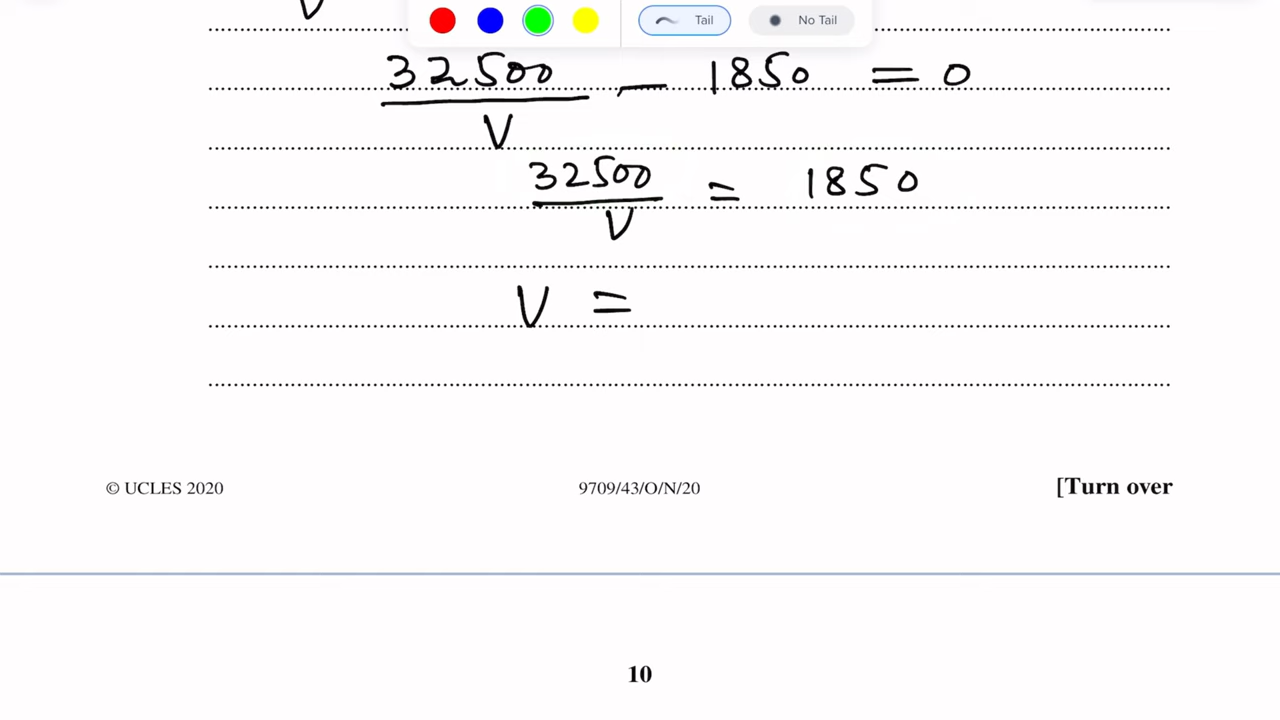 V
Tail No Tail
32500 / V - 1850 = 0
32500 / V = 1850
V =
© UCLES 2020 9709/43/O/N/20 [Turn over
10